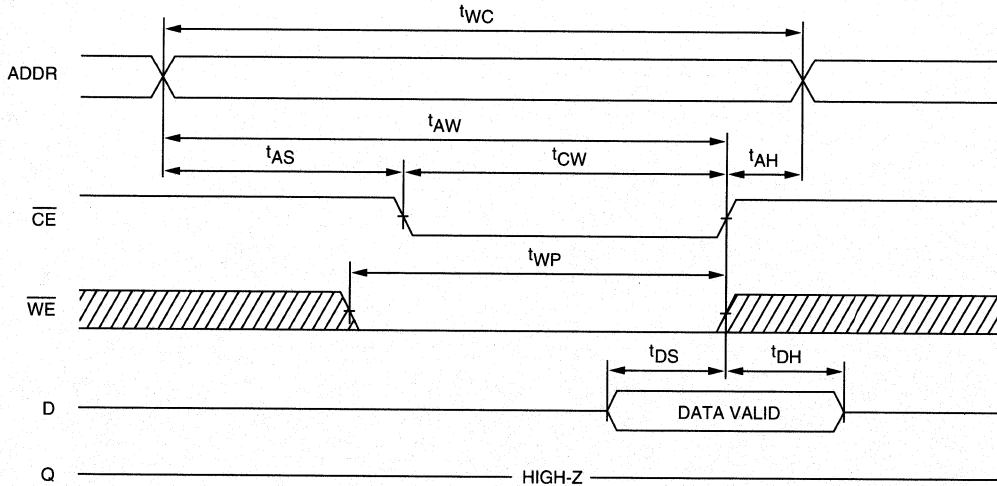 tWC
ADDR
tAW
tAS
tCW
tAH
CE
tWP
WE
tDS
tDH
D
DATA VALID
Q
HIGH-Z